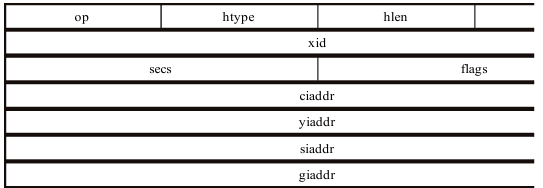 op htype hlen
xid
secs flags
ciaddr
yiaddr
siaddr
giaddr